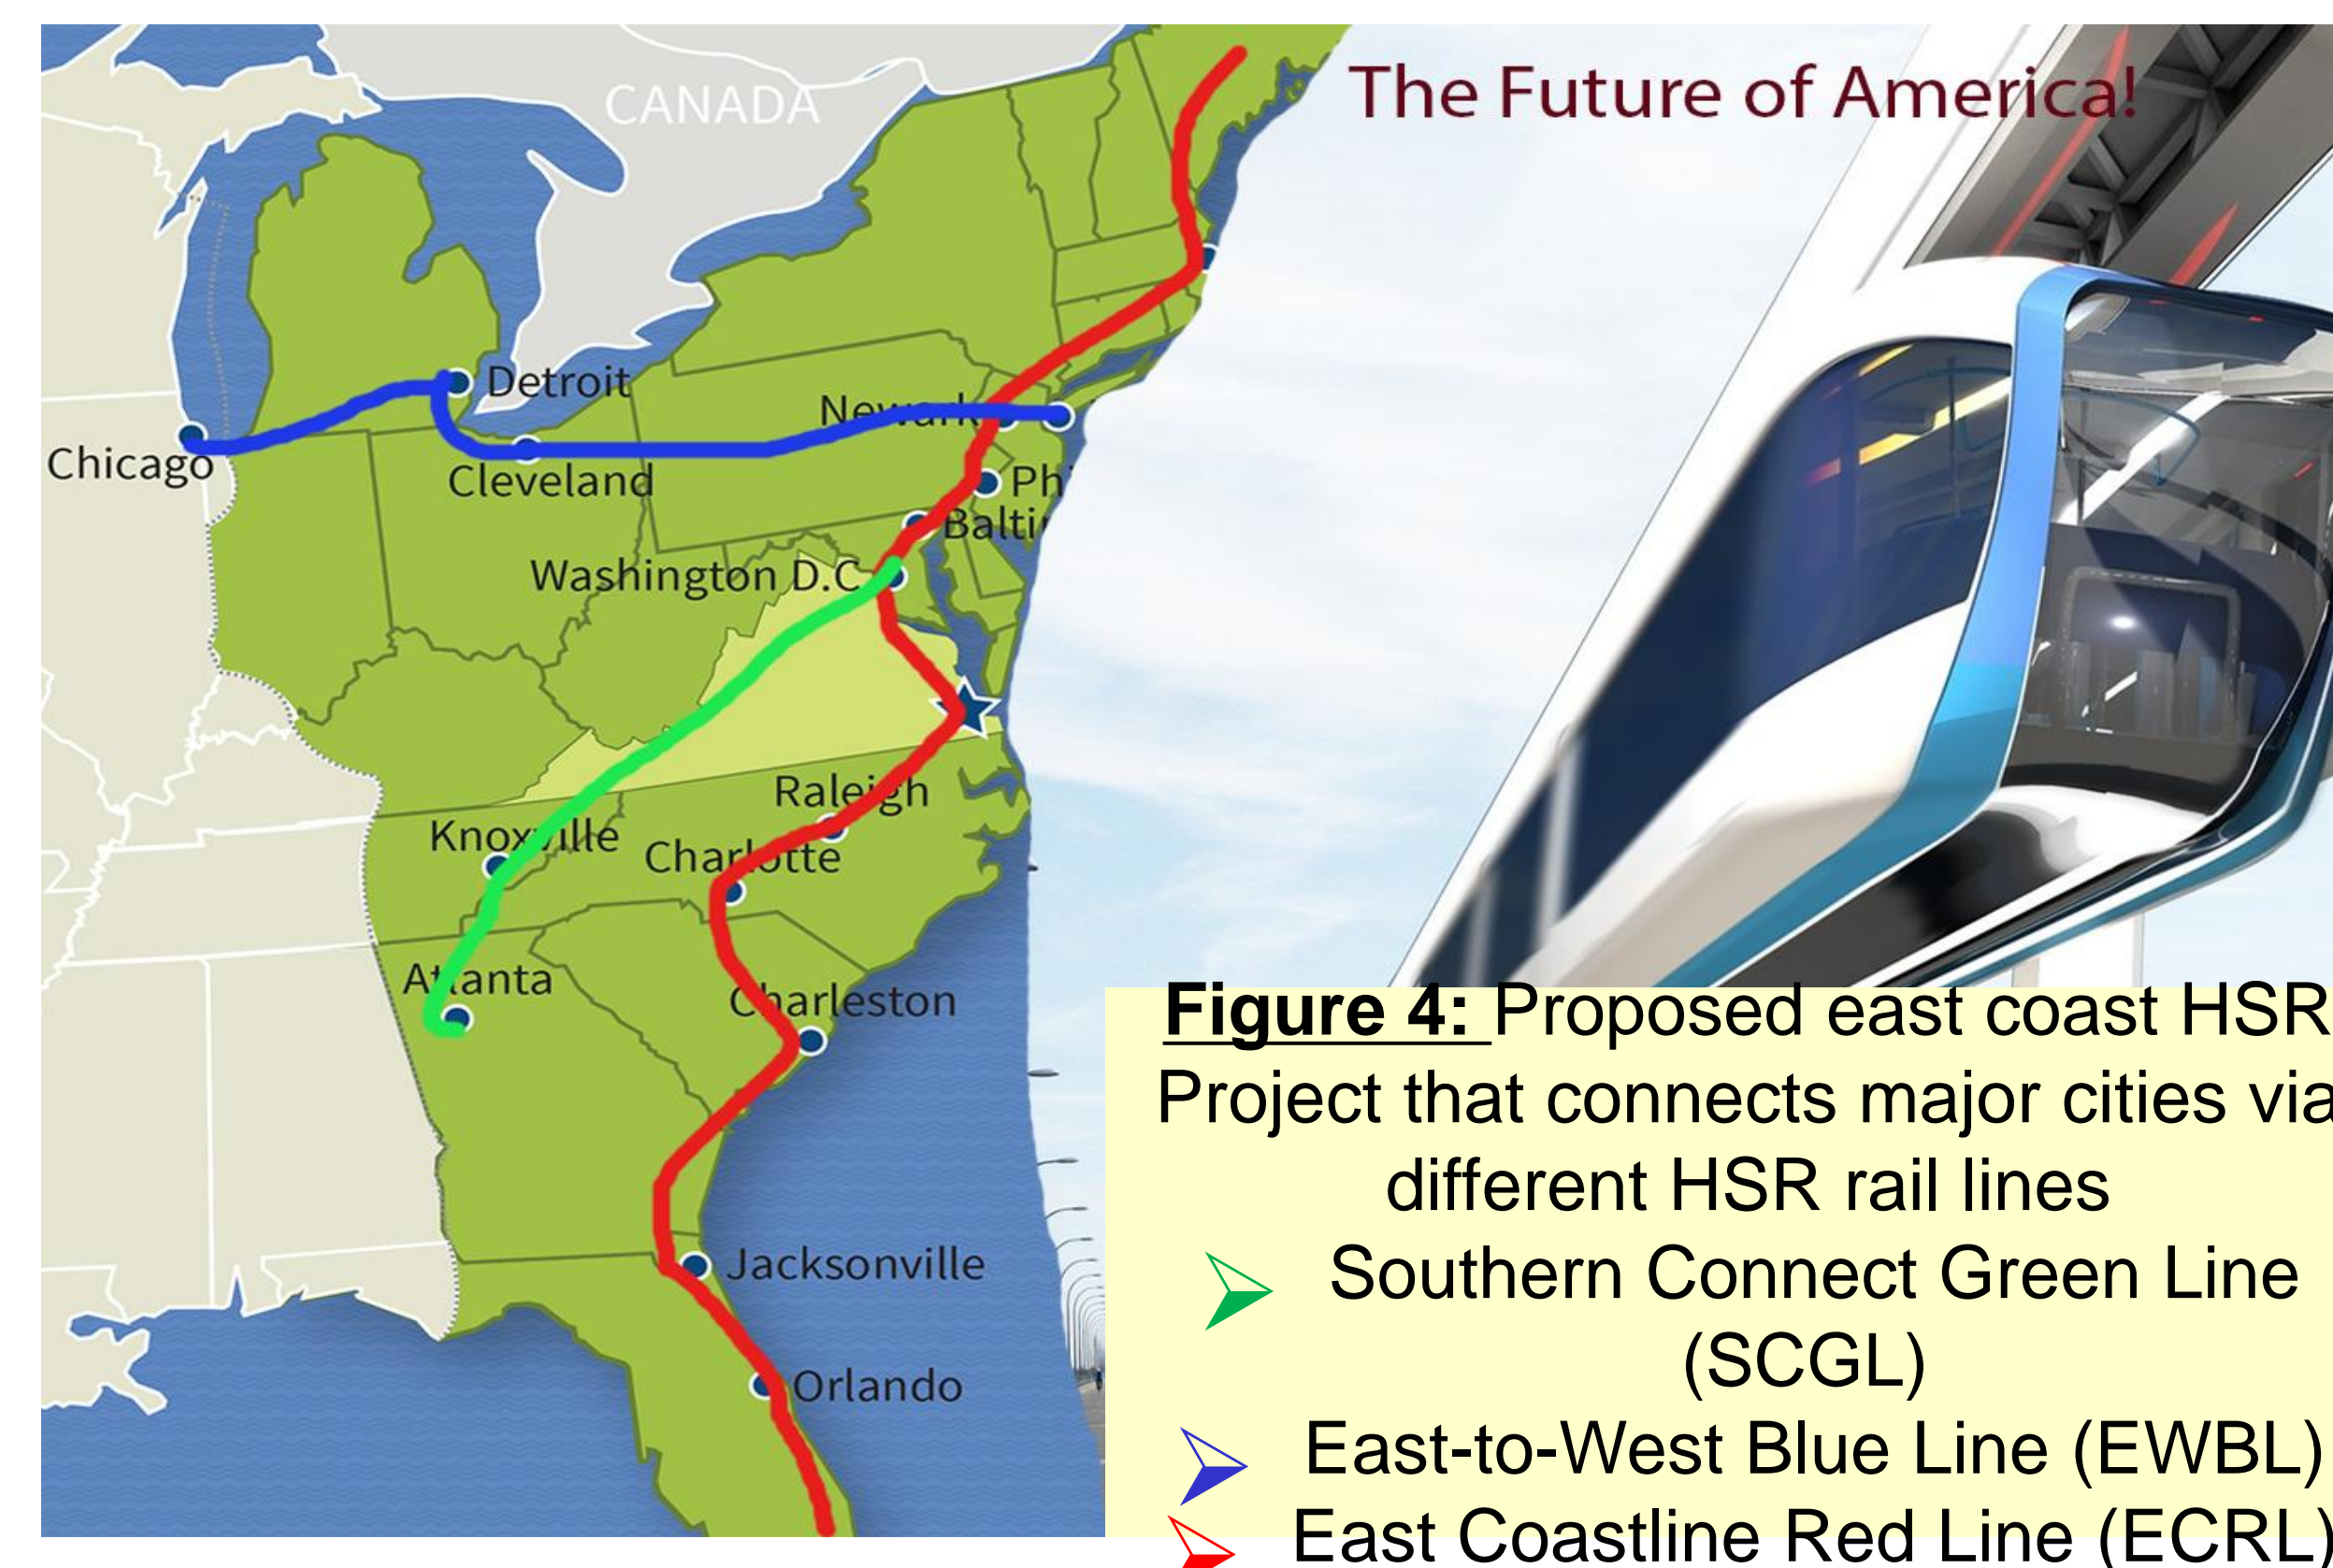 CANADA
The Future of America!
Detroit
Newark
Chicago
Cleveland
Ph
Balti
Washington D.C
Raleigh
Knoxville
Charlotte
Atlanta
Charleston
Jacksonville
Orlando
Figure 4: Proposed east coast HSR
Project that connects major cities via
different HSR rail lines
Southern Connect Green Line
(SCGL)
East-to-West Blue Line (EWBL)
East Coastline Red Line (ECRL)